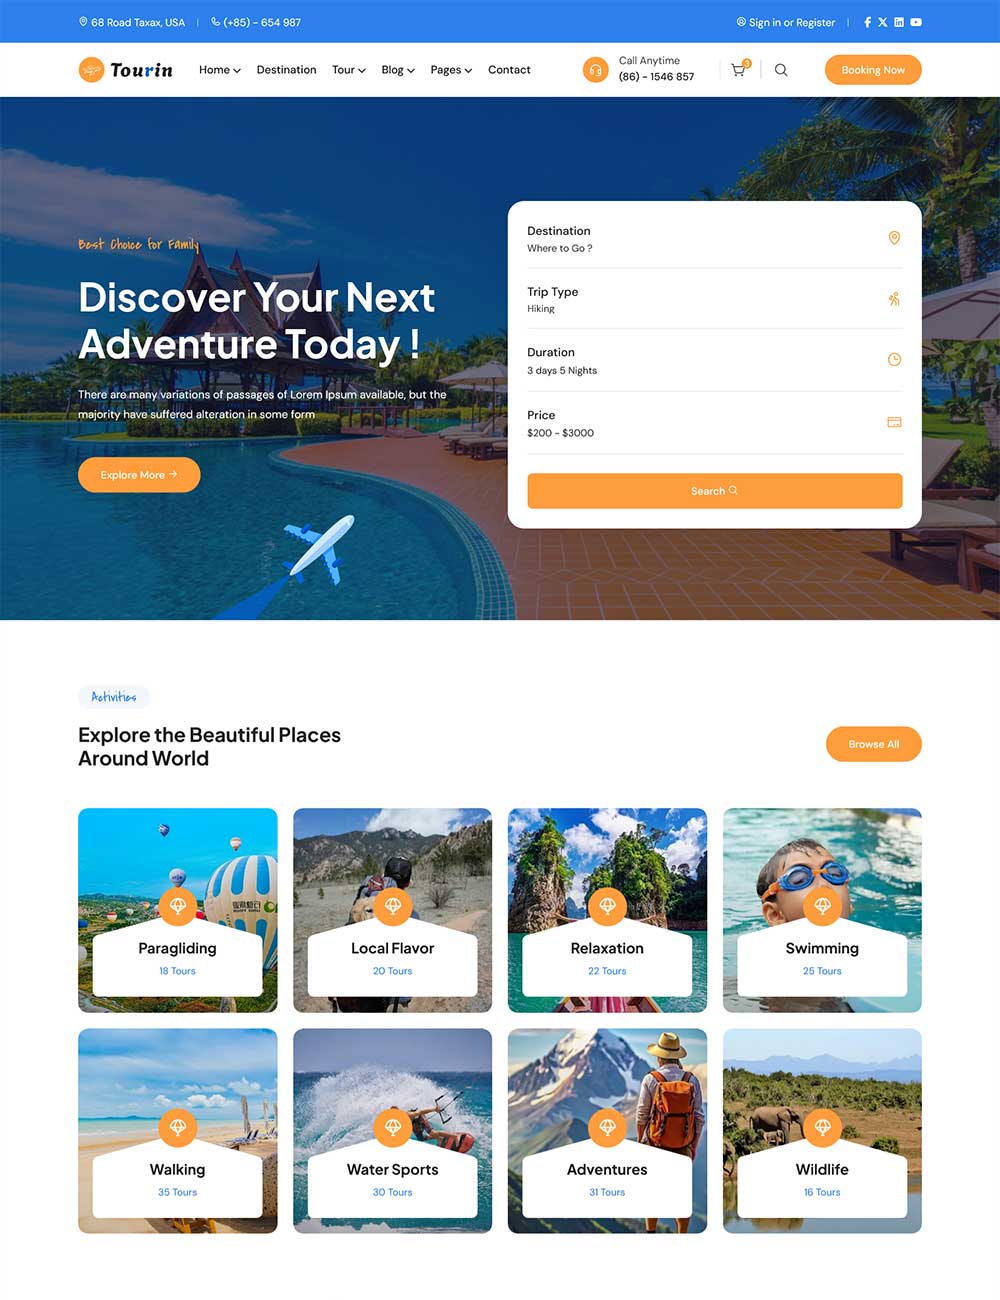 68 Road Taxax, USA
(+85) - 654 987
Sign in or Register
Tourin
Home
Destination
Tour
Blog
Pages
Contact
Call Anytime
(86) - 1546 857
3
Booking Now
Best Choice for Family
Discover Your Next
Adventure Today !
There are many variations of passages of Lorem Ipsum available, but the
majority have suffered alteration in some form
Explore More
Destination
Where to Go ?
Trip Type
Hiking
Duration
3 days 5 Nights
Price
$200 - $3000
Search
Activities
Explore the Beautiful Places
Around World
Browse All
Paragliding
18 Tours
Local Flavor
20 Tours
Relaxation
22 Tours
Swimming
25 Tours
Walking
35 Tours
Water Sports
30 Tours
Adventures
31 Tours
Wildlife
16 Tours